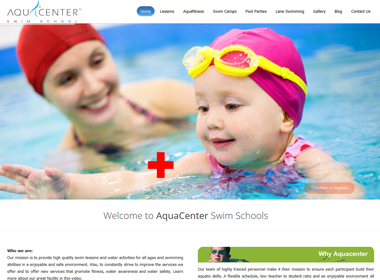 AQUACENTER
SWIM SCHOOL
Home Lessons Aquafitness Swim Camps Pool Parties Lane Swimming Gallery Blog Contact Us
Welcome to AquaCenter Swim Schools
Who we are:
Our mission is to provide high quality swim lessons and water activities for all ages and swimming
abilities in a enjoyable and safe environment. Also, to constantly strive to improve the services we
offer and to offer new services that promote fitness, water awareness and water safety. Learn
more about our great facility in this video.
Why Aquacenter
Our team of highly trained personnel make it their mission to ensure each participant build their
aquatic skills. A flexible schedule, low teacher to student ratio and an enjoyable environment all